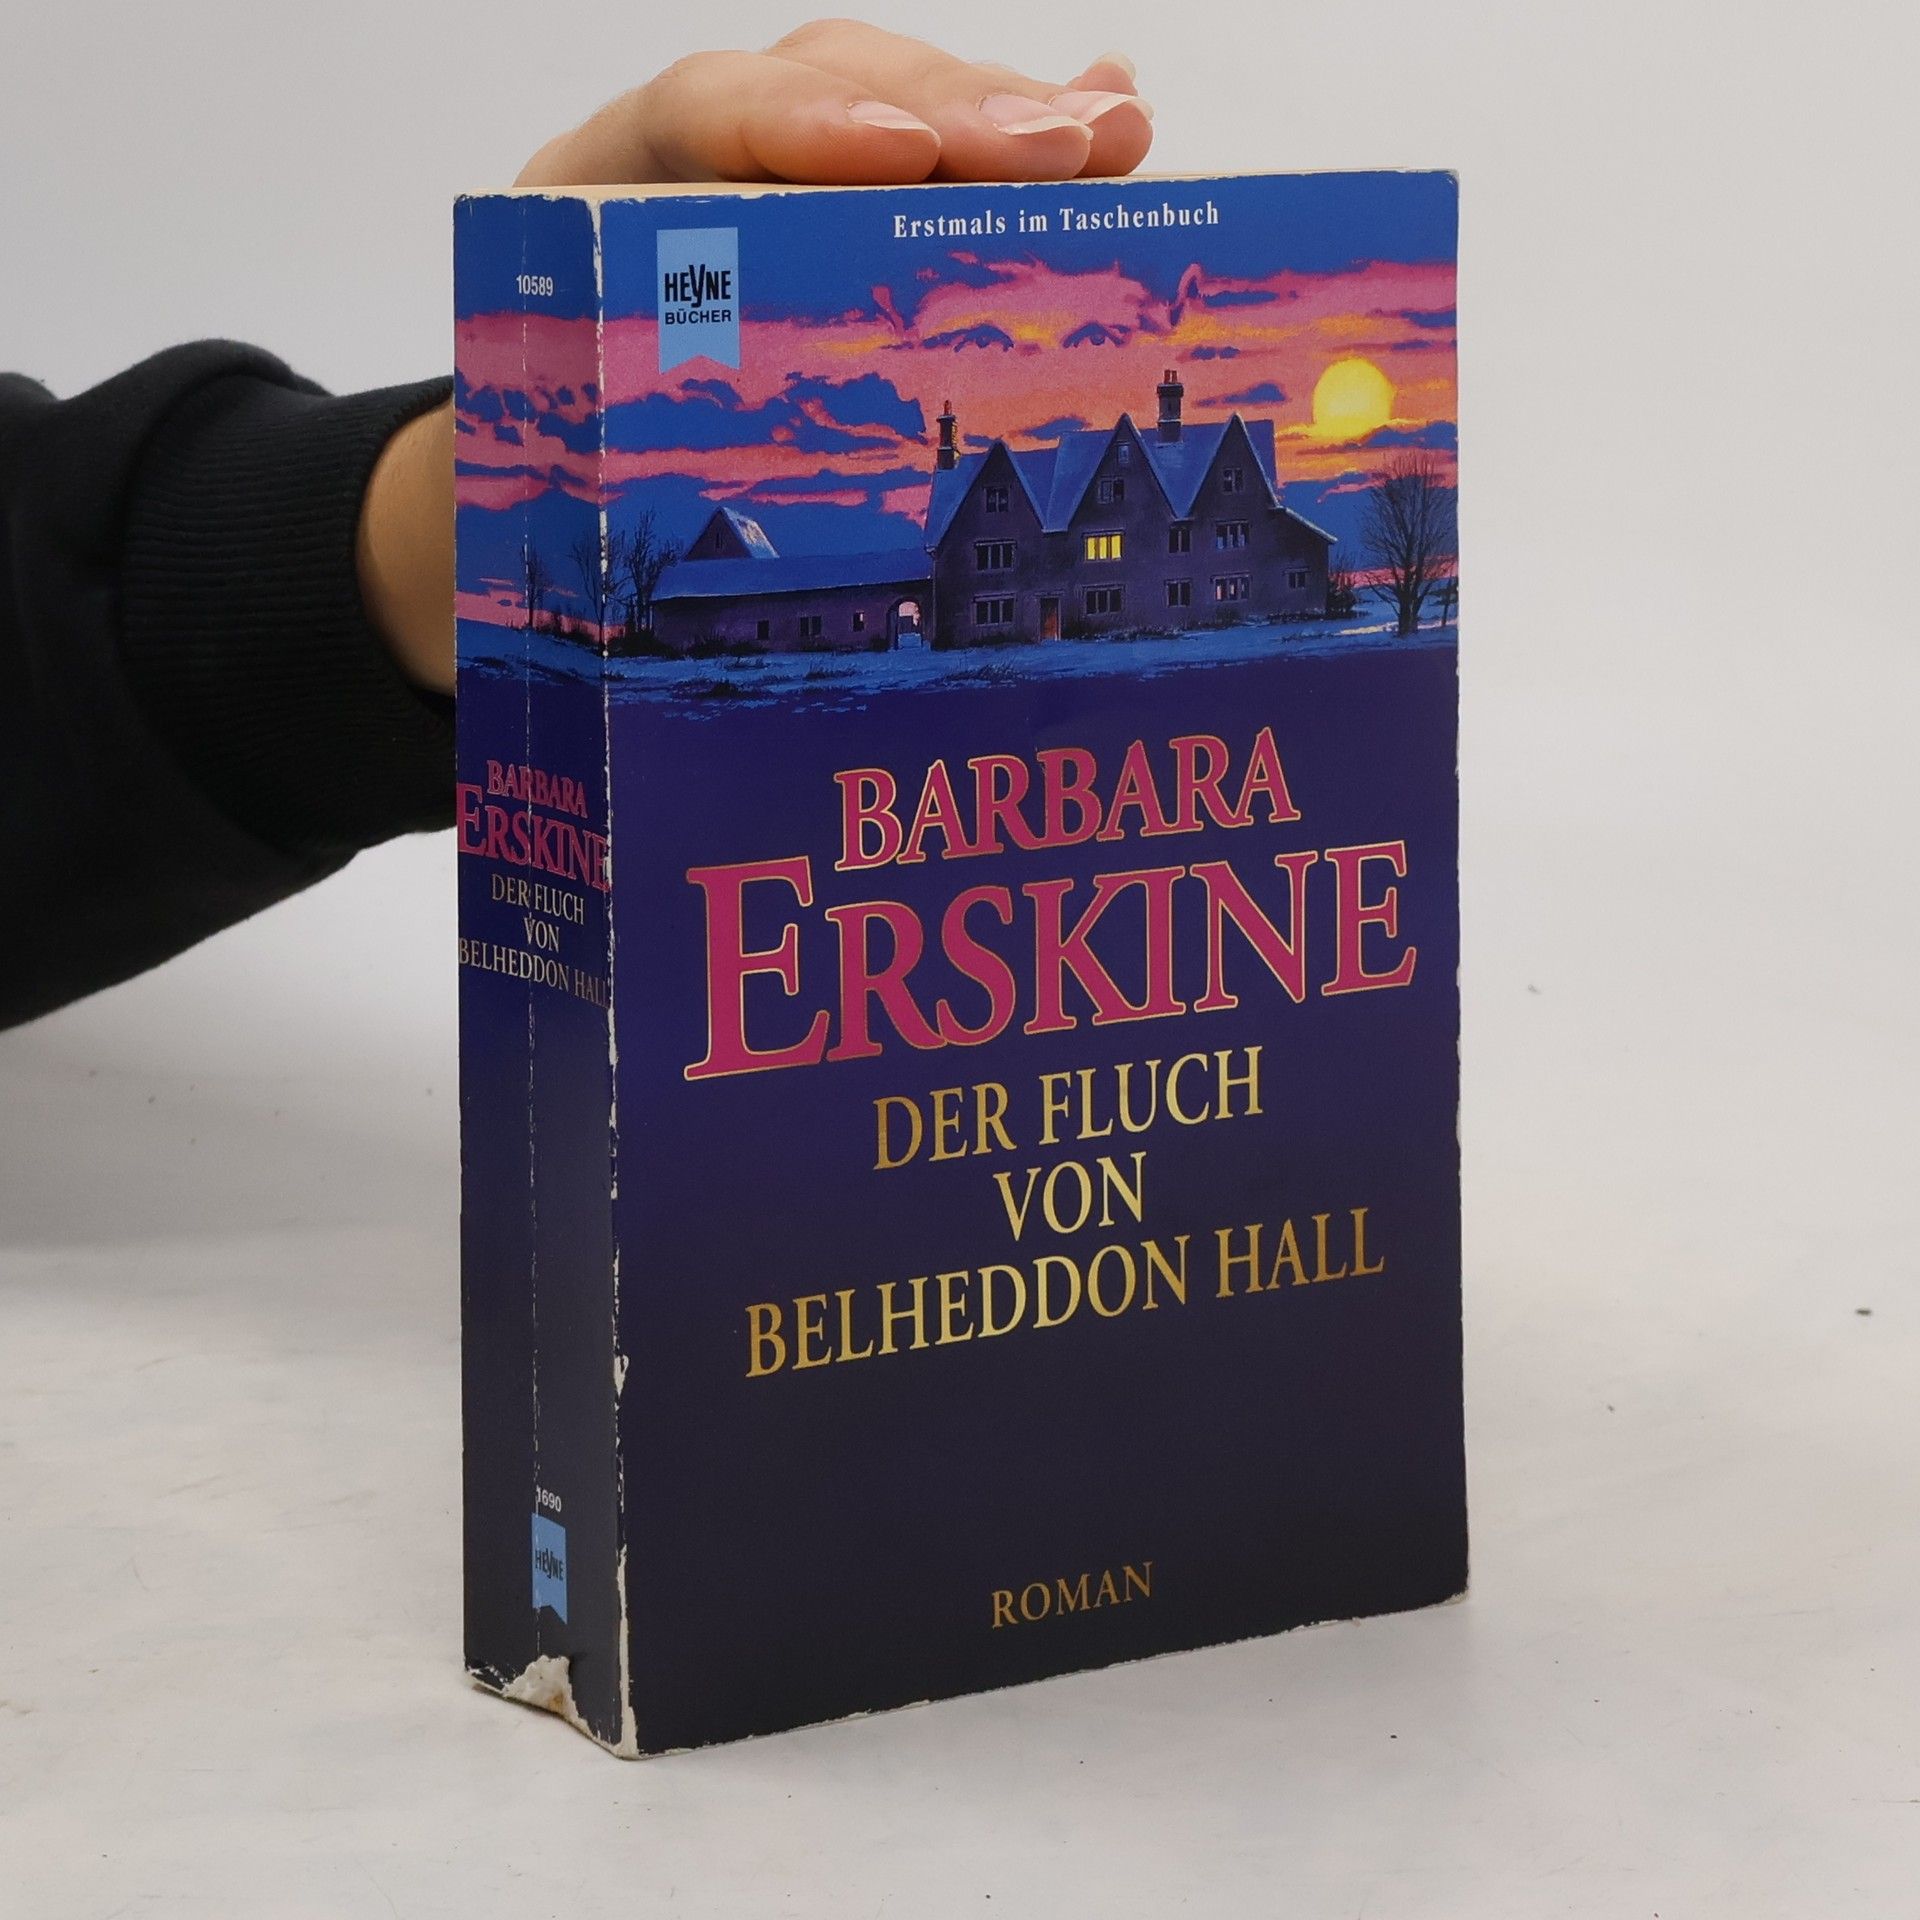 Erstmals im Taschenbuch
HEYNE
BÜCHER
BARBARA
ERSKINE
DER FLUCH
VON
BELHEDDON HALL
ROMAN
10589
BARBARA
ERSKINE
DER FLUCH
VON
BELHEDDON HALL
1690
HEYNE